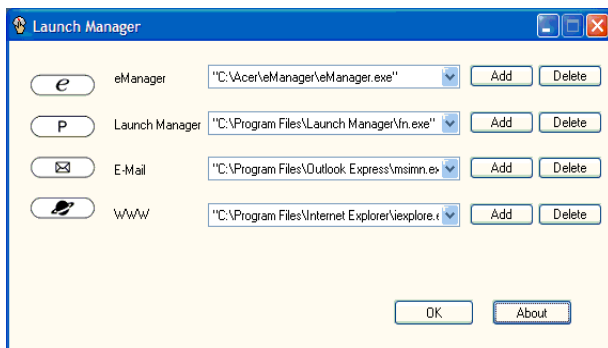 Launch Manager
e eManager "C:\Acer\eManager\eManager.exe" Add Delete
P Launch Manager "C:\Program Files\Launch Manager\fn.exe" Add Delete
E-Mail "C:\Program Files\Outlook Express\msimn.ex Add Delete
WWW "C:\Program Files\Internet Explorer\iexplore.e Add Delete
OK About